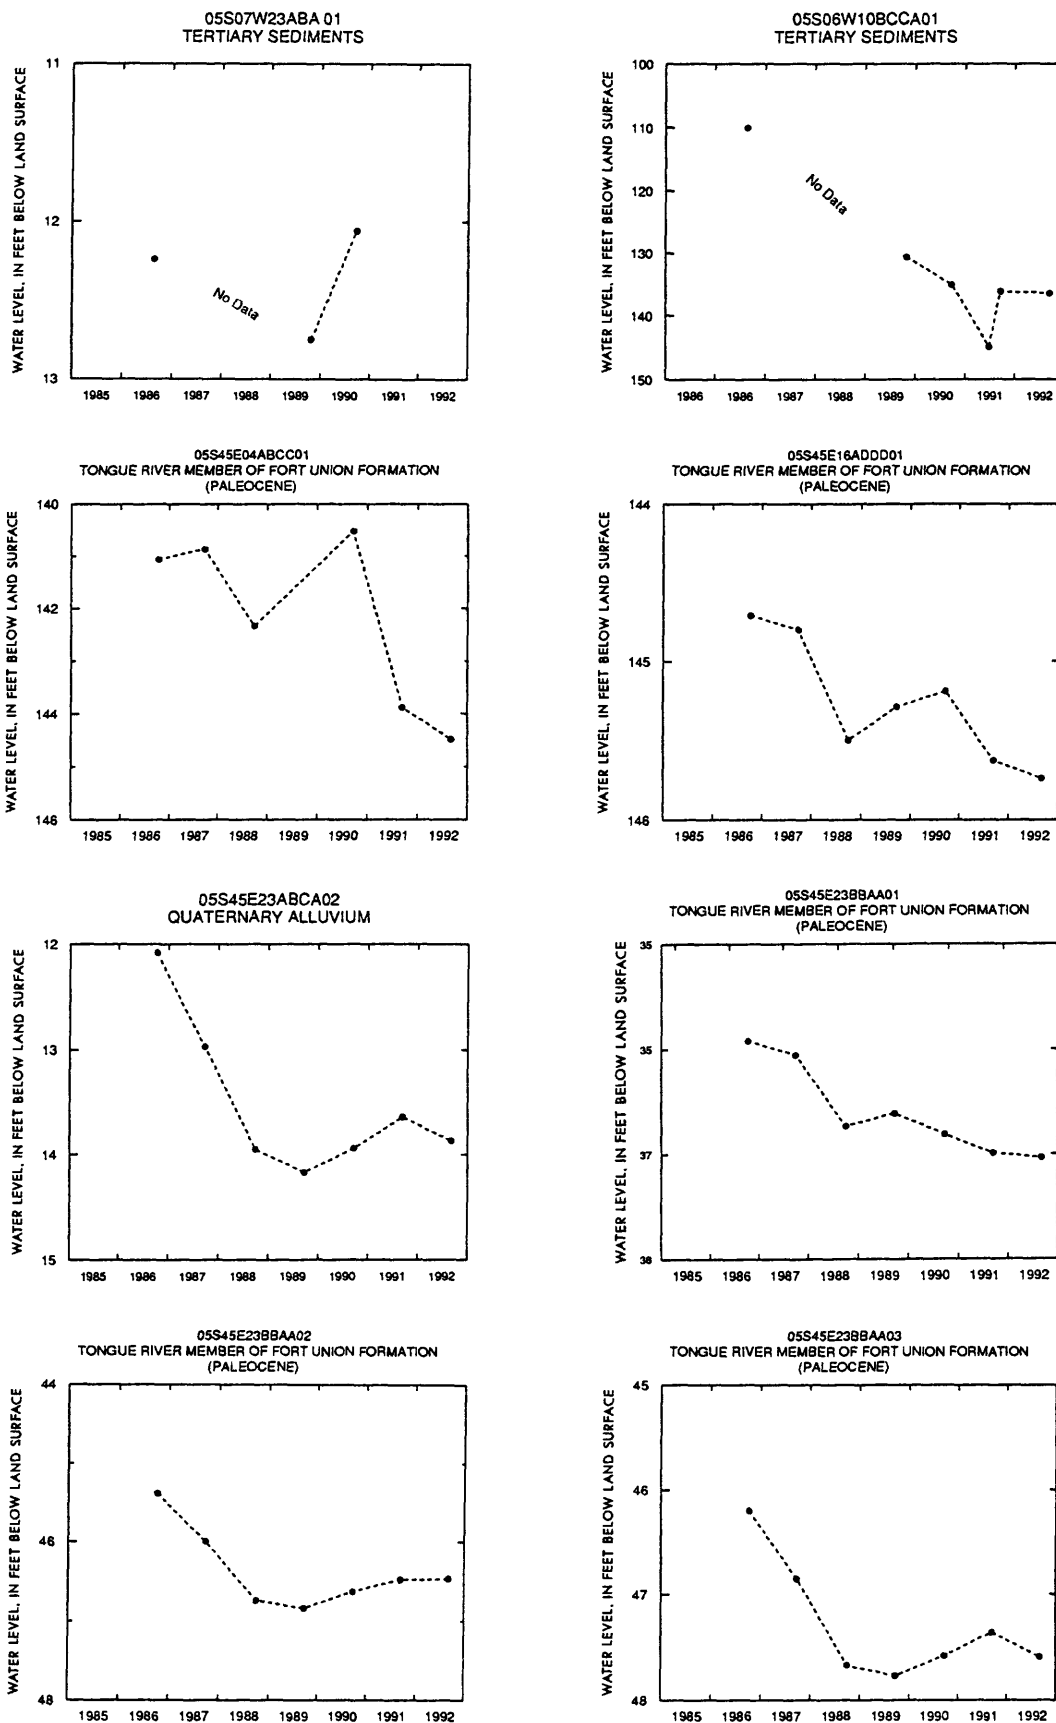 05S07W23ABA 01
TERTIARY SEDIMENTS
WATER LEVEL, IN FEET BELOW LAND SURFACE
11
12
13
No Data
1985 1986 1987 1988 1989 1990 1991 1992
05S06W10BCCA01
TERTIARY SEDIMENTS
WATER LEVEL, IN FEET BELOW LAND SURFACE
100
110
120
130
140
150
No Data
1986 1986 1987 1988 1989 1990 1991 1992
05S45E04ABCC01
TONGUE RIVER MEMBER OF FORT UNION FORMATION
(PALEOCENE)
WATER LEVEL, IN FEET BELOW LAND SURFACE
140
142
144
146
1985 1986 1987 1988 1989 1990 1991 1992
05S45E16ADDD01
TONGUE RIVER MEMBER OF FORT UNION FORMATION
(PALEOCENE)
WATER LEVEL, IN FEET BELOW LAND SURFACE
144
145
146
1985 1986 1987 1988 1989 1990 1991 1992
05S45E23ABCA02
QUATERNARY ALLUVIUM
WATER LEVEL, IN FEET BELOW LAND SURFACE
12
13
14
15
1985 1986 1987 1988 1989 1990 1991 1992
05S45E23BBAA01
TONGUE RIVER MEMBER OF FORT UNION FORMATION
(PALEOCENE)
WATER LEVEL, IN FEET BELOW LAND SURFACE
35
35
37
38
1985 1986 1987 1988 1989 1990 1991 1992
05S45E23BBAA02
TONGUE RIVER MEMBER OF FORT UNION FORMATION
(PALEOCENE)
WATER LEVEL, IN FEET BELOW LAND SURFACE
44
46
48
1985 1986 1987 1988 1989 1990 1991 1992
05S45E23BBAA03
TONGUE RIVER MEMBER OF FORT UNION FORMATION
(PALEOCENE)
WATER LEVEL, IN FEET BELOW LAND SURFACE
45
46
47
48
1985 1986 1987 1988 1989 1990 1991 1992